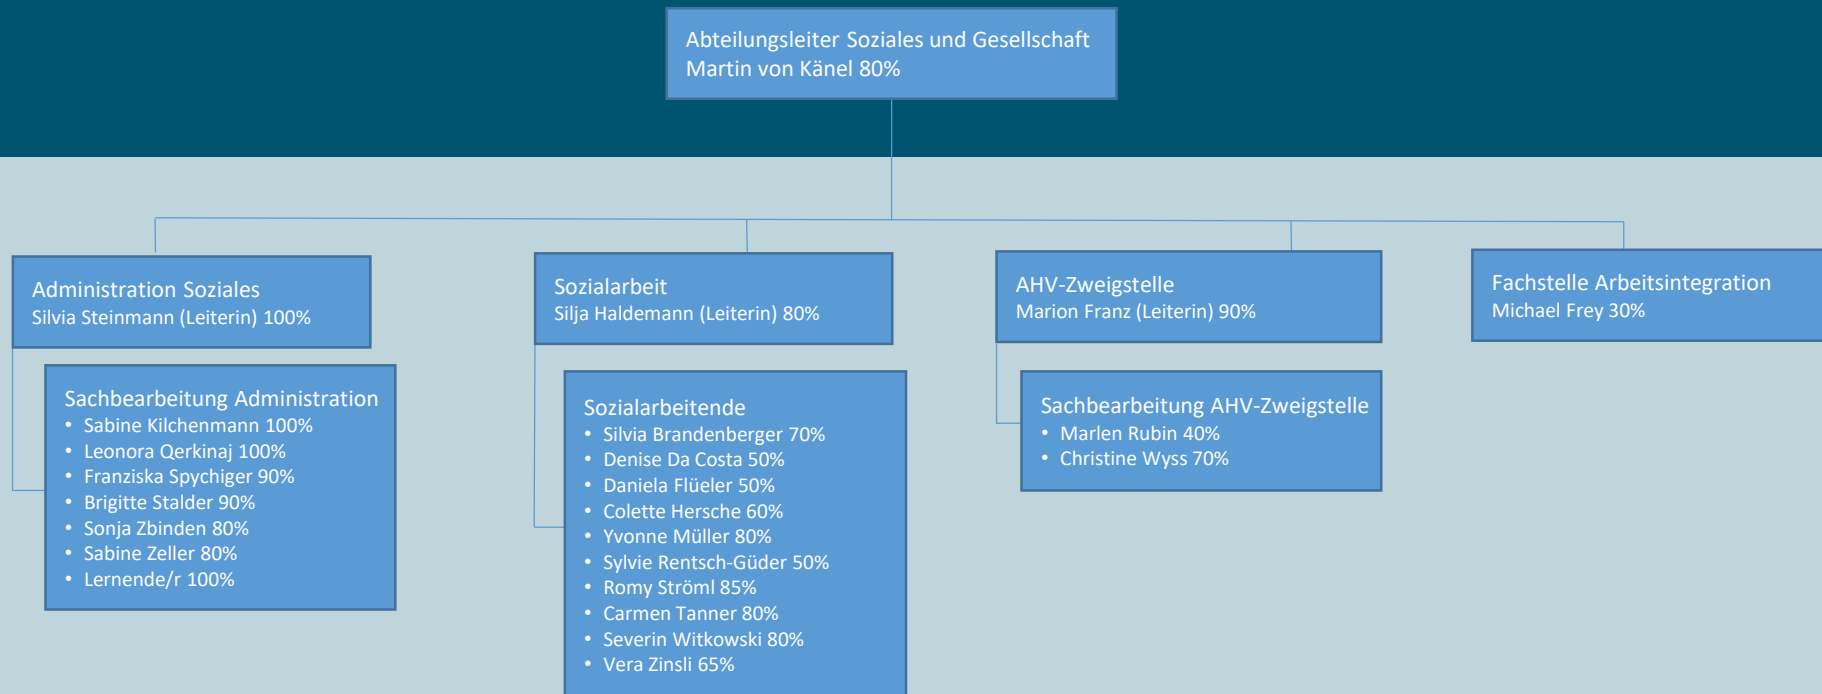 Abteilungsleiter Soziales und Gesellschaft
Martin von Känel 80%
Administration Soziales
Silvia Steinmann (Leiterin) 100%
Sachbearbeitung Administration
• Sabine Kilchenmann 100%
• Leonora Qerkinaj 100%
• Franziska Spychiger 90%
• Brigitte Stalder 90%
• Sonja Zbinden 80%
• Sabine Zeller 80%
• Lernende/r 100%
Sozialarbeit
Silja Haldemann (Leiterin) 80%
Sozialarbeitende
• Silvia Brandenberger 70%
• Denise Da Costa 50%
• Daniela Flüeler 50%
• Colette Hersche 60%
• Yvonne Müller 80%
• Sylvie Rentsch-Güder 50%
• Romy Ströml 85%
• Carmen Tanner 80%
• Severin Witkowski 80%
• Vera Zinsli 65%
AHV-Zweigstelle
Marion Franz (Leiterin) 90%
Sachbearbeitung AHV-Zweigstelle
• Marlen Rubin 40%
• Christine Wyss 70%
Fachstelle Arbeitsintegration
Michael Frey 30%